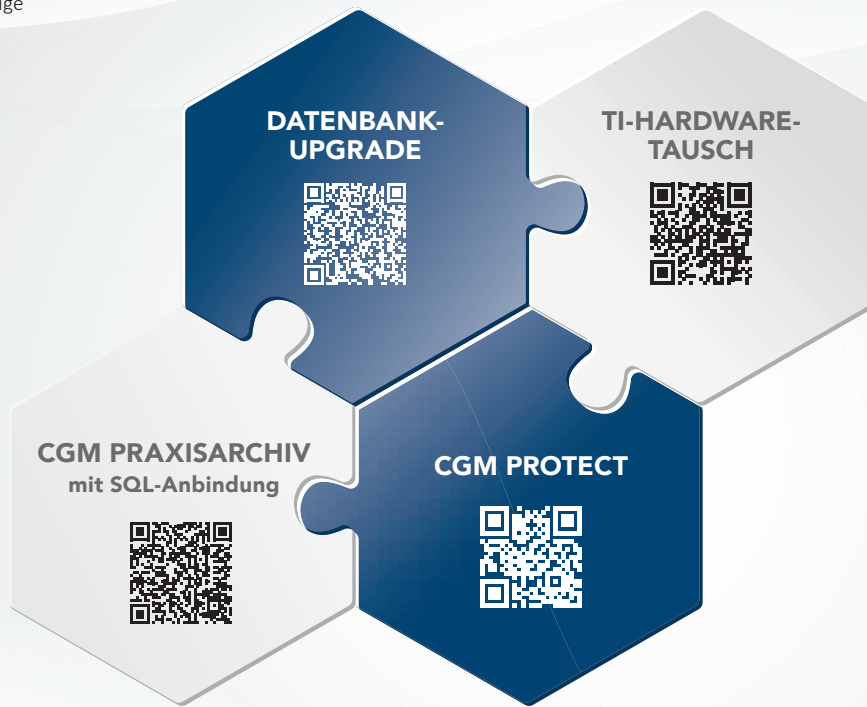 DATENBANK-
UPGRADE
TI-HARDWARE-
TAUSCH
CGM PRAXISARCHIV
mit SQL-Anbindung
CGM PROTECT